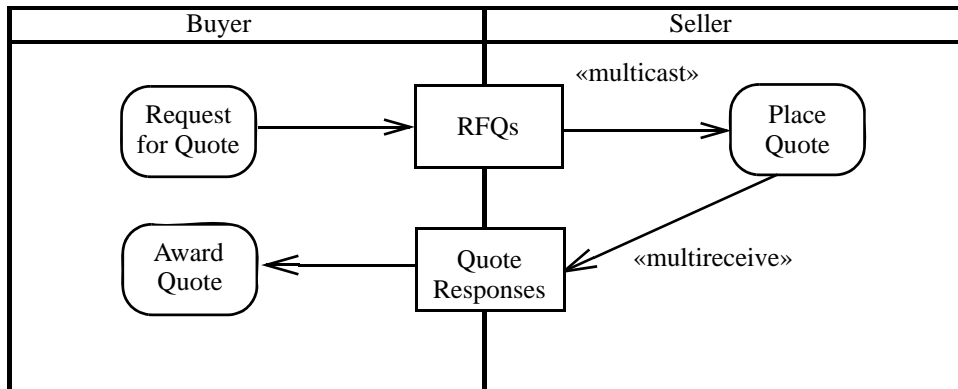 Buyer
Seller
«multicast»
Request
for Quote
RFQs
Place
Quote
Award
Quote
Quote
Responses
«multireceive»